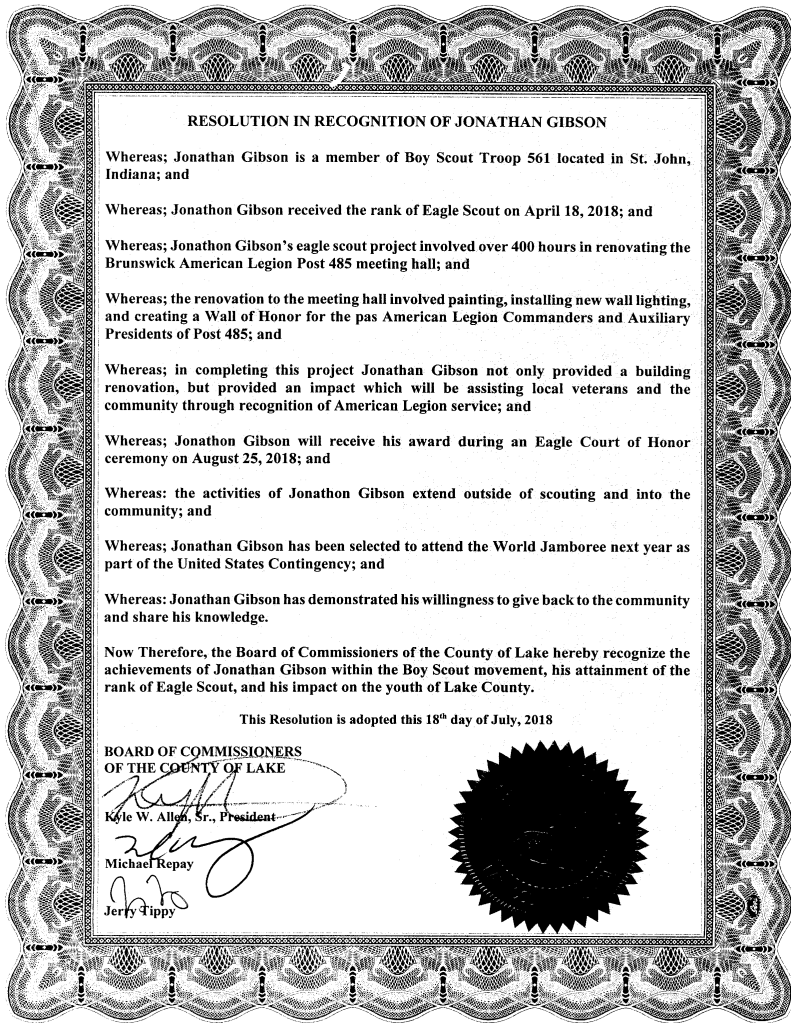 RESOLUTION IN RECOGNITION OF JONATHAN GIBSON
Whereas; Jonathan Gibson is a member of Boy Scout Troop 561 located in St. John,
Indiana; and
Whereas; Jonathon Gibson received the rank of Eagle Scout on April 18, 2018; and
Whereas; Jonathon Gibson's eagle scout project involved over 400 hours in renovating the
Brunswick American Legion Post 485 meeting hall; and
Whereas; the renovation to the meeting hall involved painting, installing new wall lighting,
and creating a Wall of Honor for the pas American Legion Commanders and Auxiliary
Presidents of Post 485; and
Whereas; in completing this project Jonathan Gibson not only provided a building
renovation, but provided an impact which will be assisting local veterans and the
community through recognition of American Legion service; and
Whereas; Jonathon Gibson will receive his award during an Eagle Court of Honor
ceremony on August 25, 2018; and
Whereas: the activities of Jonathon Gibson extend outside of scouting and into the
community; and
Whereas; Jonathan Gibson has been selected to attend the World Jamboree next year as
part of the United States Contingency; and
Whereas: Jonathan Gibson has demonstrated his willingness to give back to the community
and share his knowledge.
Now Therefore, the Board of Commissioners of the County of Lake hereby recognize the
achievements of Jonathan Gibson within the Boy Scout movement, his attainment of the
rank of Eagle Scout, and his impact on the youth of Lake County.
This Resolution is adopted this 18th day of July, 2018
BOARD OF COMMISSIONERS
OF THE COUNTY OF LAKE
Kyle W. Allen, Sr., President
Michael Repay
Jerry Tippy